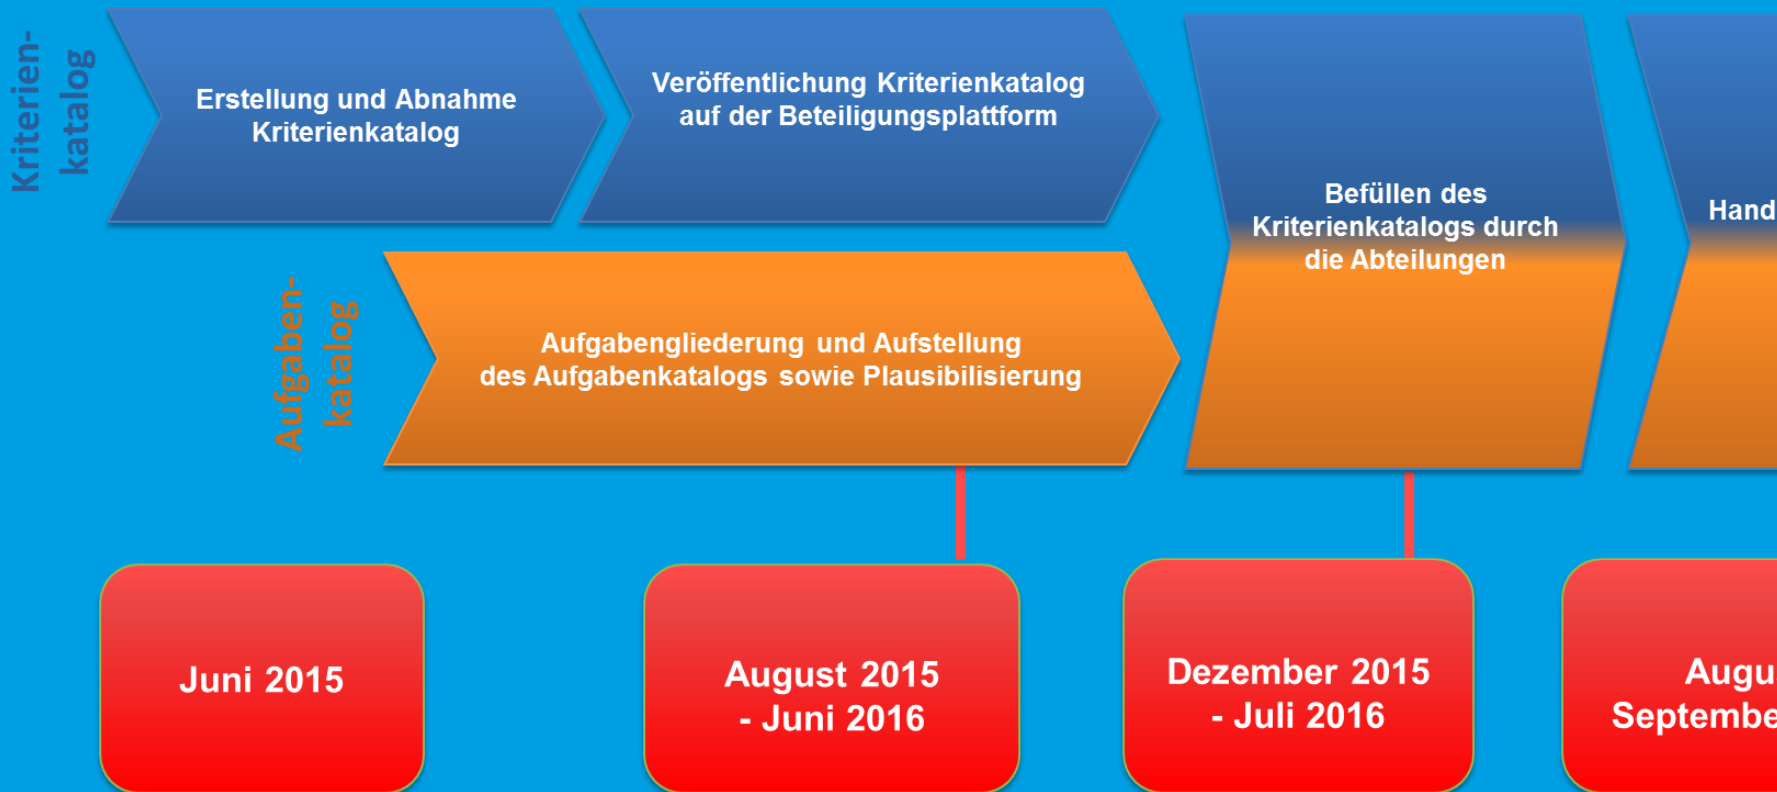 Kriterien-
katalog
Erstellung und Abnahme
Kriterienkatalog
Veröffentlichung Kriterienkatalog
auf der Beteiligungsplattform
Befüllen des
Kriterienkatalogs durch
die Abteilungen
Aufgaben-
katalog
Aufgabengliederung und Aufstellung
des Aufgabenkatalogs sowie Plausibilisierung
Juni 2015
August 2015
- Juni 2016
Dezember 2015
- Juli 2016